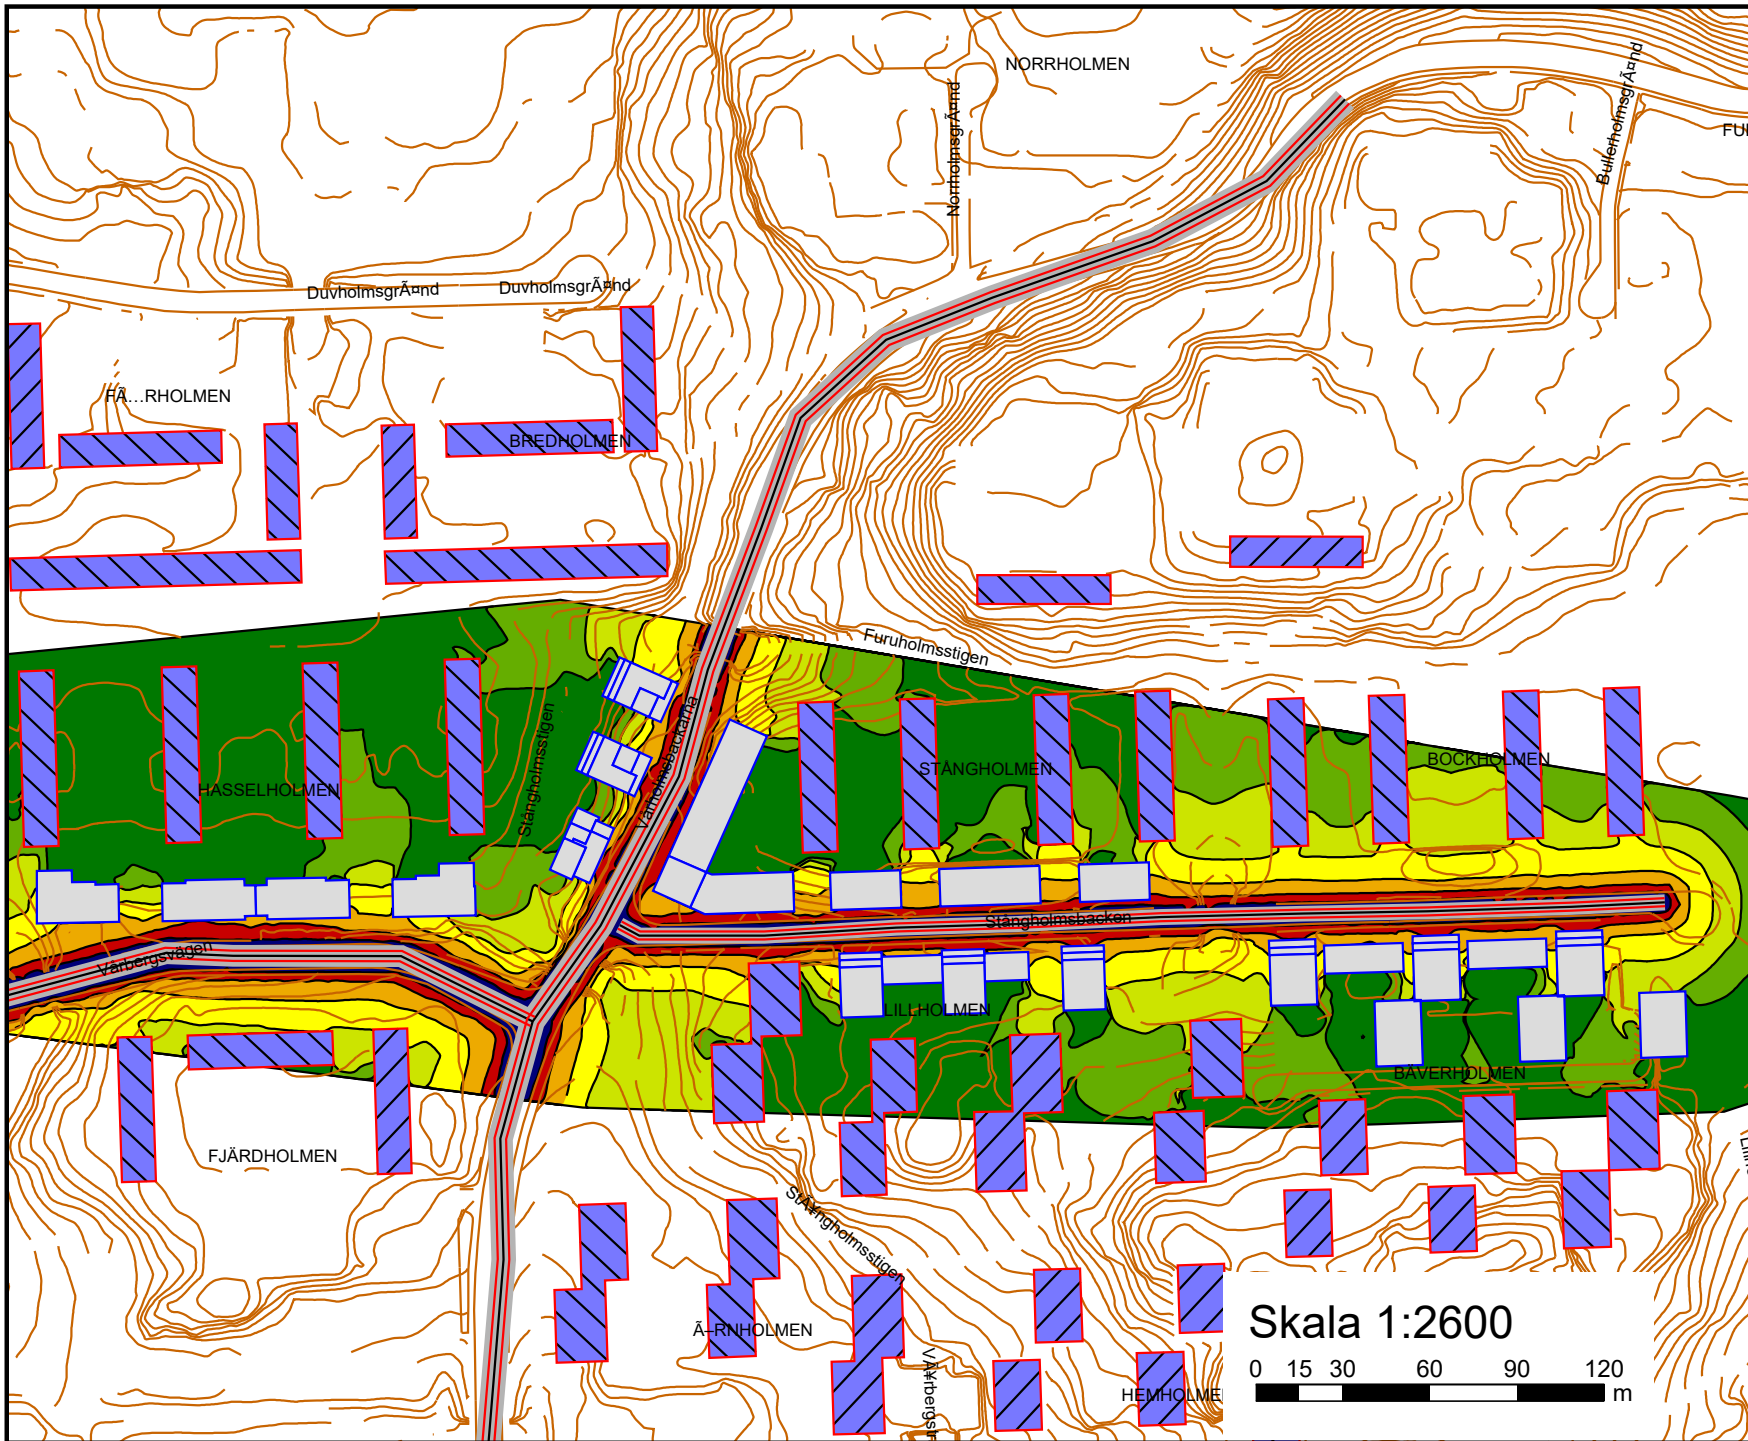 NORRHOLMEN
BullerholmsgrÃ¤nd
NorrholmsgrÃ¤nd
DuvholmsgrÃ¤nd
DuvholmsgrÃ¤nd
FÃ…RHOLMEN
BREDHOLMEN
Furuholmsstigen
Stångholmsstigen
Vårholmsbackarna
HASSELHOLMEN
STÅNGHOLMEN
BOCKHOLMEN
Stångholmsbacken
Vårbergsvägen
LILLHOLMEN
BÄVERHOLMEN
FJÄRDHOLMEN
StÃ¥ngholmsstigen
Ã–RNHOLMEN
HEMHOLMEN
Skala 1:2600
0 15 30 60 90 120
m